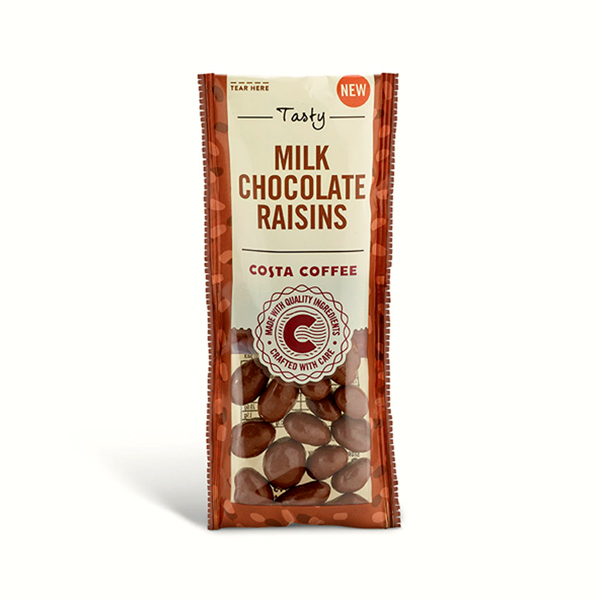 TEAR HERE
NEW
Tasty
MILK
CHOCOLATE
RAISINS
COSTA COFFEE
MADE WITH QUALITY INGREDIENTS
C
CRAFTED WITH CARE